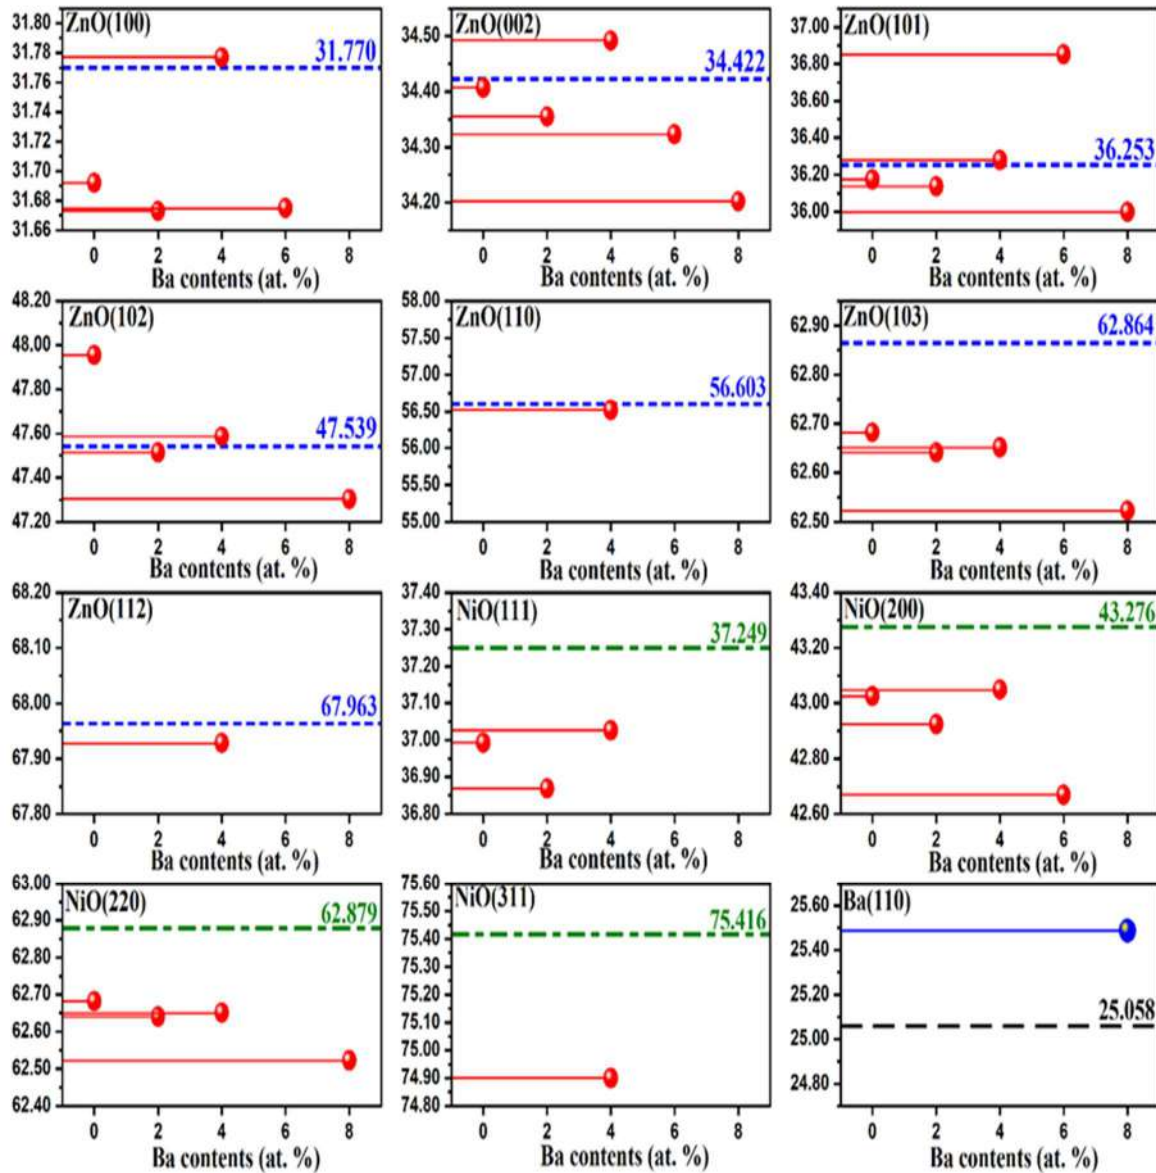 ZnO(100)
31.80
31.78
31.76
31.74
31.72
31.70
31.68
31.66
31.770
0 2 4 6 8
Ba contents (at. %)
ZnO(002)
34.50
34.40
34.30
34.20
34.422
0 2 4 6 8
Ba contents (at. %)
ZnO(101)
37.00
36.80
36.60
36.40
36.20
36.00
36.253
0 2 4 6 8
Ba contents (at. %)
ZnO(102)
48.20
48.00
47.80
47.60
47.40
47.20
47.539
0 2 4 6 8
Ba contents (at. %)
ZnO(110)
58.00
57.50
57.00
56.50
56.00
55.50
55.00
56.603
0 2 4 6 8
Ba contents (at. %)
ZnO(103)
62.90
62.80
62.70
62.60
62.50
62.864
0 2 4 6 8
Ba contents (at. %)
ZnO(112)
68.20
68.10
68.00
67.90
67.80
67.963
0 2 4 6 8
Ba contents (at. %)
NiO(111)
37.40
37.30
37.20
37.10
37.00
36.90
36.80
37.249
0 2 4 6 8
Ba contents (at. %)
NiO(200)
43.40
43.20
43.00
42.80
42.60
43.276
0 2 4 6 8
Ba contents (at. %)
NiO(220)
63.00
62.90
62.80
62.70
62.60
62.50
62.40
62.879
0 2 4 6 8
Ba contents (at. %)
NiO(311)
75.60
75.50
75.40
75.30
75.20
75.10
75.00
74.90
74.80
75.416
0 2 4 6 8
Ba contents (at. %)
Ba(110)
25.60
25.40
25.20
25.00
24.80
25.058
0 2 4 6 8
Ba contents (at. %)